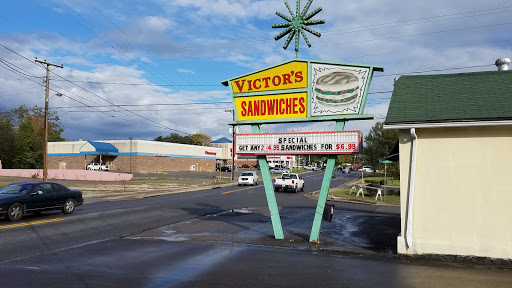 VICTOR'S
SANDWICHES
SPECIAL
GET ANY 2 4.95 SANDWICHES FOR $6.99